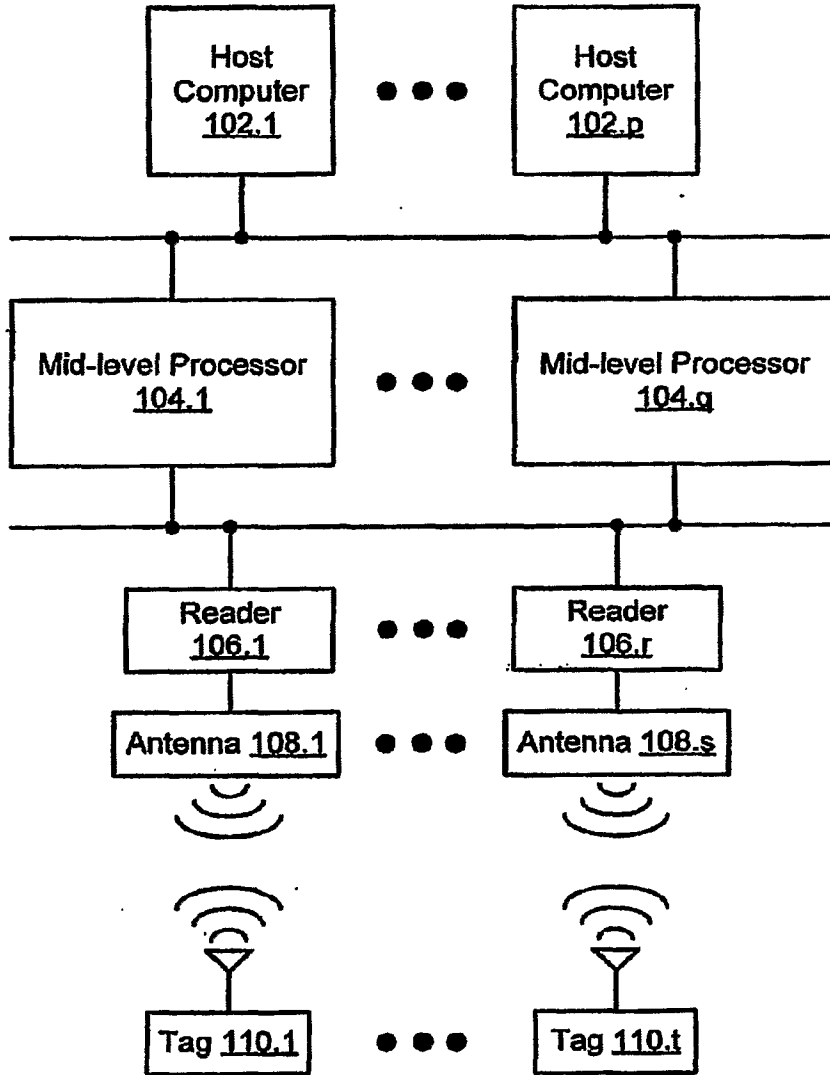 Host
Computer
102.1
Host
Computer
102.p
Mid-level Processor
104.1
Mid-level Processor
104.q
Reader
106.1
Reader
106.r
Antenna 108.1
Antenna 108.s
Tag 110.1
Tag 110.t